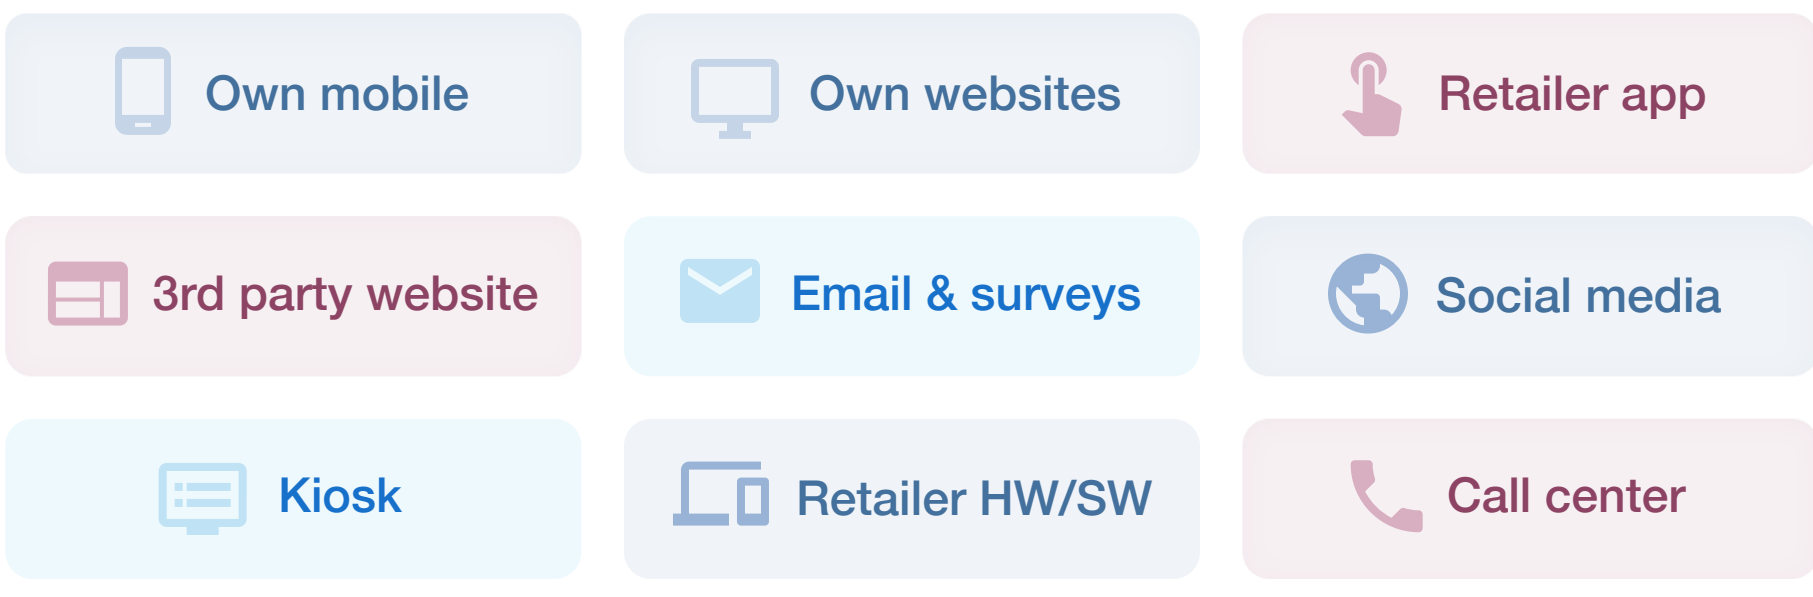 Own mobile
Own websites
Retailer app
3rd party website
Email & surveys
Social media
Kiosk
Retailer HW/SW
Call center